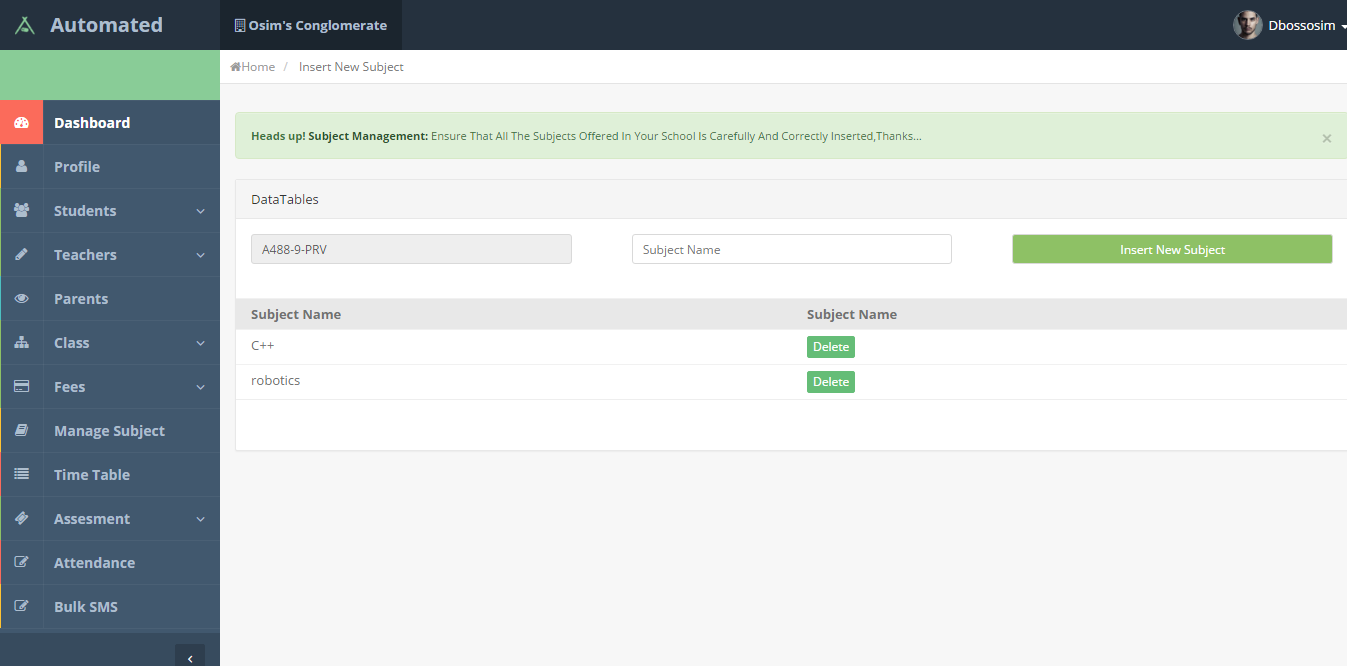 Automated
Osim's Conglomerate
Dbossosim
Home / Insert New Subject
Dashboard
Profile
Students
Teachers
Parents
Class
Fees
Manage Subject
Time Table
Assesment
Attendance
Bulk SMS
Heads up! Subject Management: Ensure That All The Subjects Offered In Your School Is Carefully And Correctly Inserted,Thanks...
×
DataTables
A488-9-PRV Subject Name Insert New Subject
Subject Name Subject Name
C++ Delete
robotics Delete